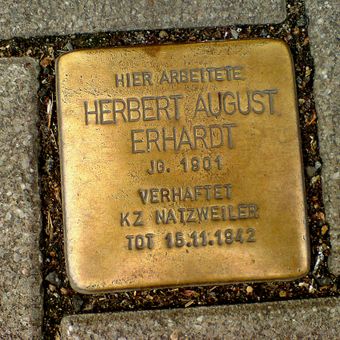 HIER ARBEITETE
HERBERT AUGUST
ERHARDT
JG. 1901
VERHAFTET
KZ NATZWEILER
TOT 15.11.1942